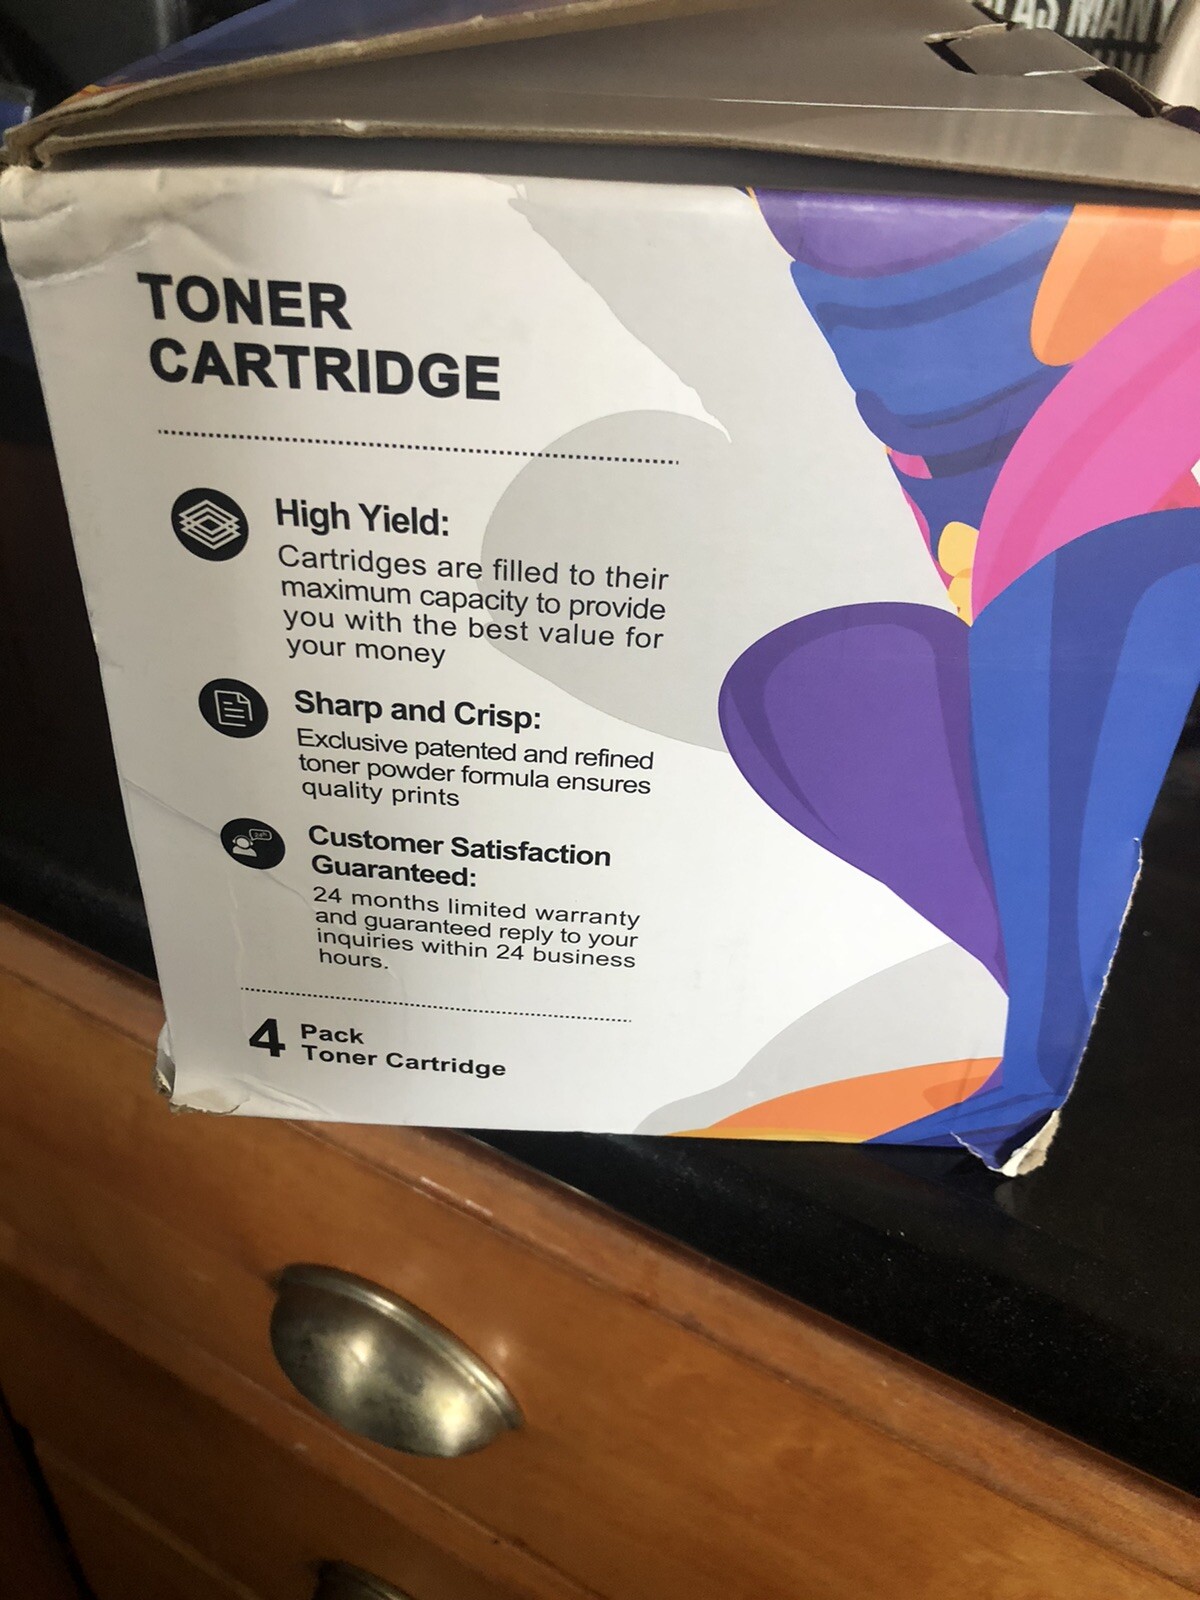 AS MANY
TONER
CARTRIDGE
High Yield:
Cartridges are filled to their
maximum capacity to provide
you with the best value for
your money
Sharp and Crisp:
Exclusive patented and refined
toner powder formula ensures
quality prints
Customer Satisfaction
Guaranteed:
24 months limited warranty
and guaranteed reply to your
inquiries within 24 business
hours.
4 Pack
Toner Cartridge